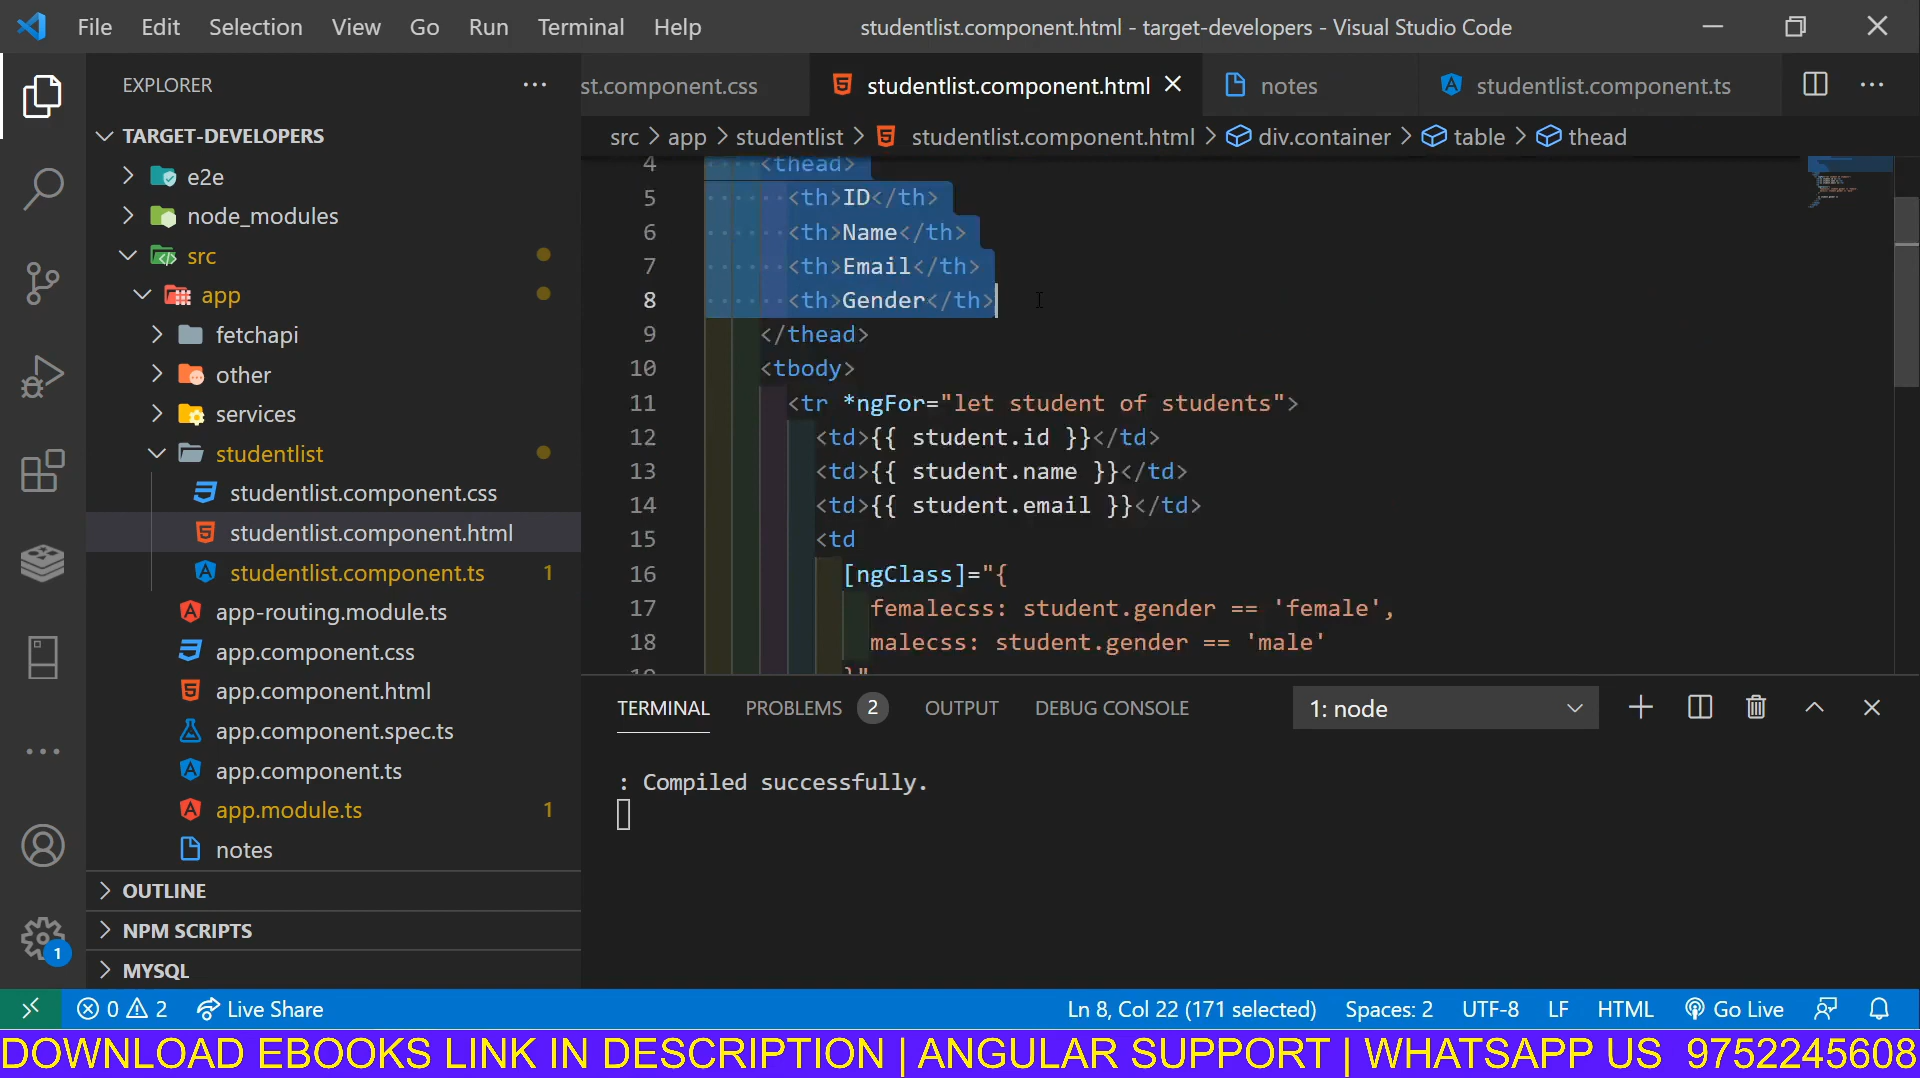 File Edit Selection View Go Run Terminal Help studentlist.component.html - target-developers - Visual Studio Code
EXPLORER
st.component.css studentlist.component.html notes studentlist.component.ts
TARGET-DEVELOPERS
src > app > studentlist > studentlist.component.html > div.container > table > thead
e2e
node_modules
src
app
fetchapi
other
services
studentlist
studentlist.component.css
studentlist.component.html
studentlist.component.ts 1
app-routing.module.ts
app.component.css
app.component.html
app.component.spec.ts
app.component.ts
app.module.ts 1
notes
OUTLINE
NPM SCRIPTS
MYSQL
1
4 <thead>
5 <th>ID</th>
6 <th>Name</th>
7 <th>Email</th>
8 <th>Gender</th>
9 </thead>
10 <tbody>
11 <tr *ngFor="let student of students">
12 <td>{{ student.id }}</td>
13 <td>{{ student.name }}</td>
14 <td>{{ student.email }}</td>
15 <td
16 [ngClass]="{
17 femalecss: student.gender == 'female',
18 malecss: student.gender == 'male'
19 }"
TERMINAL PROBLEMS 2 OUTPUT DEBUG CONSOLE 1: node
: Compiled successfully.
0 2 Live Share Ln 8, Col 22 (171 selected) Spaces: 2 UTF-8 LF HTML Go Live
DOWNLOAD EBOOKS LINK IN DESCRIPTION | ANGULAR SUPPORT | WHATSAPP US 9752245608